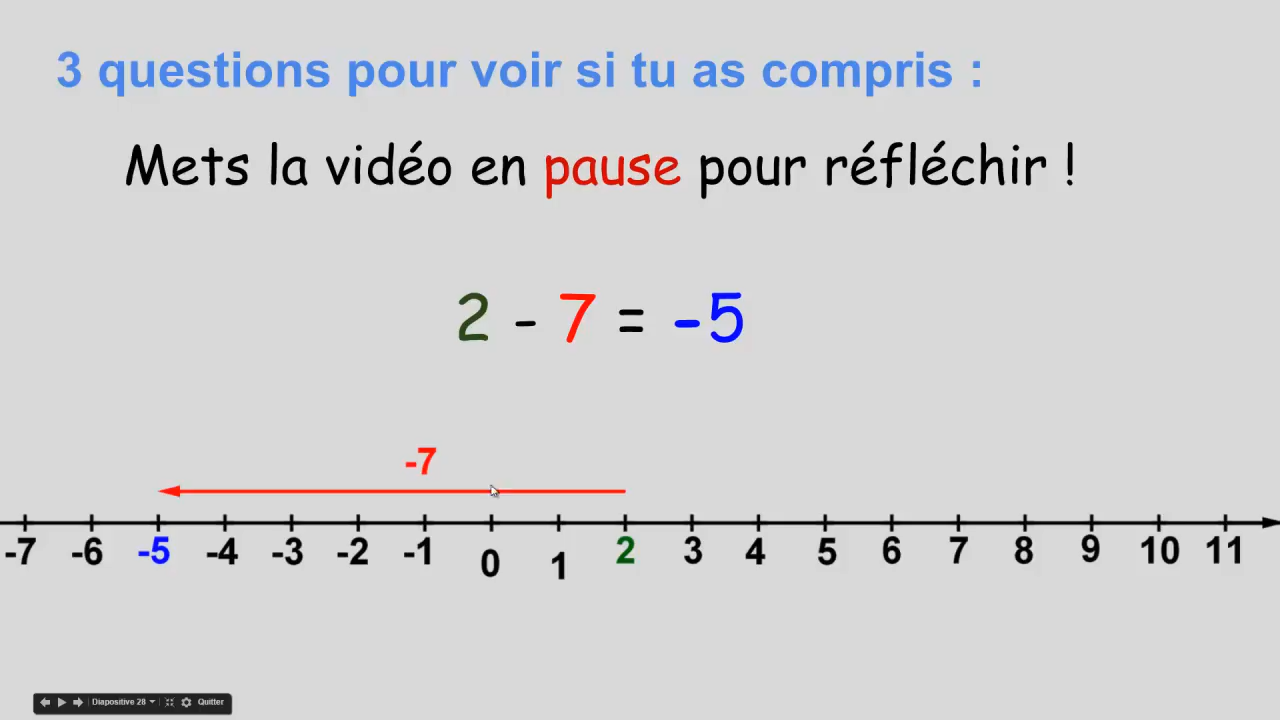 3 questions pour voir si tu as compris :
Mets la vidéo en pause pour réfléchir !
2 - 7 = -5
-7
-7 -6 -5 -4 -3 -2 -1 0 1 2 3 4 5 6 7 8 9 10 11
Diapositive 28 Quitter